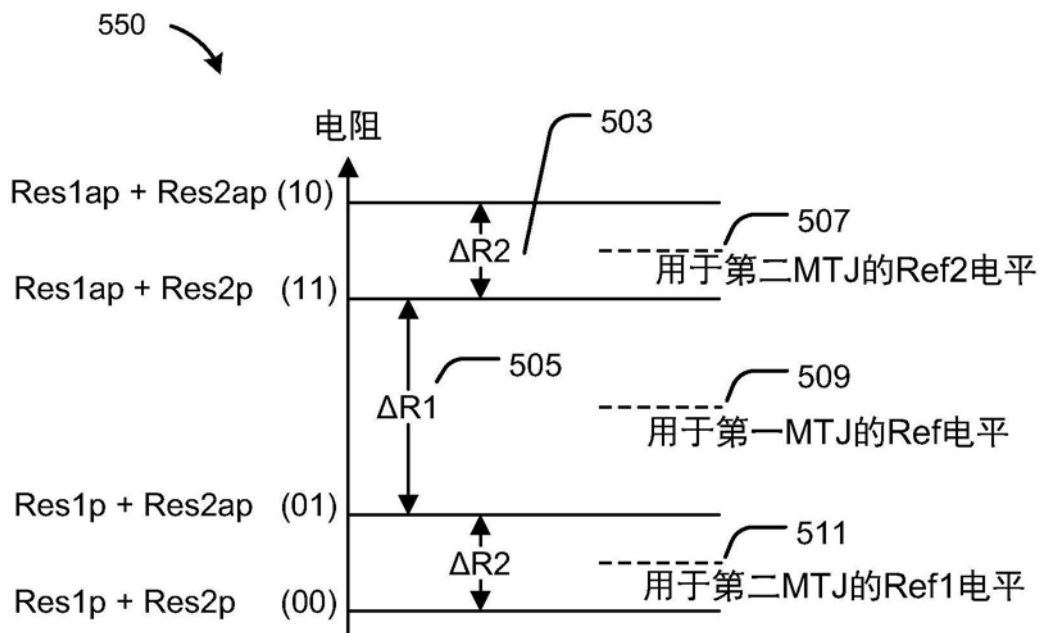 550
电阻
503
Res1ap + Res2ap (10)
507
ΔR2
用于第二MTJ的Ref2电平
Res1ap + Res2p (11)
505
509
ΔR1
用于第一MTJ的Ref电平
Res1p + Res2ap (01)
511
ΔR2
用于第二MTJ的Ref1电平
Res1p + Res2p (00)